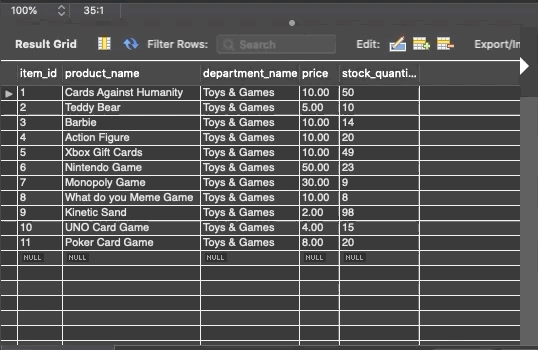 100% 35:1
Result Grid Filter Rows: Search Edit: Export/Im
item_id product_name department_name price stock_quanti...
1 Cards Against Humanity Toys & Games 10.00 50
2 Teddy Bear Toys & Games 5.00 10
3 Barbie Toys & Games 10.00 14
4 Action Figure Toys & Games 10.00 20
5 Xbox Gift Cards Toys & Games 10.00 49
6 Nintendo Game Toys & Games 50.00 23
7 Monopoly Game Toys & Games 30.00 9
8 What do you Meme Game Toys & Games 10.00 8
9 Kinetic Sand Toys & Games 2.00 98
10 UNO Card Game Toys & Games 4.00 15
11 Poker Card Game Toys & Games 8.00 20
NULL NULL NULL NULL NULL